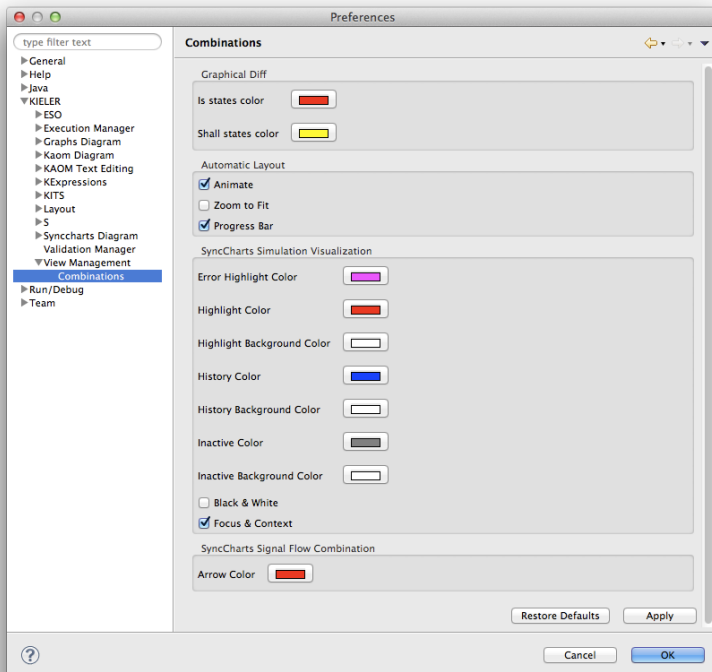 Preferences
type filter text
Combinations
General
Help
Java
KIELER
ESO
Execution Manager
Graphs Diagram
Kaom Diagram
KAOM Text Editing
KExpressions
KITS
Layout
S
Synccharts Diagram
Validation Manager
View Management
Combinations
Run/Debug
Team
Graphical Diff
Is states color
Shall states color
Automatic Layout
Animate
Zoom to Fit
Progress Bar
SyncCharts Simulation Visualization
Error Highlight Color
Highlight Color
Highlight Background Color
History Color
History Background Color
Inactive Color
Inactive Background Color
Black & White
Focus & Context
SyncCharts Signal Flow Combination
Arrow Color
Restore Defaults
Apply
?
Cancel
OK